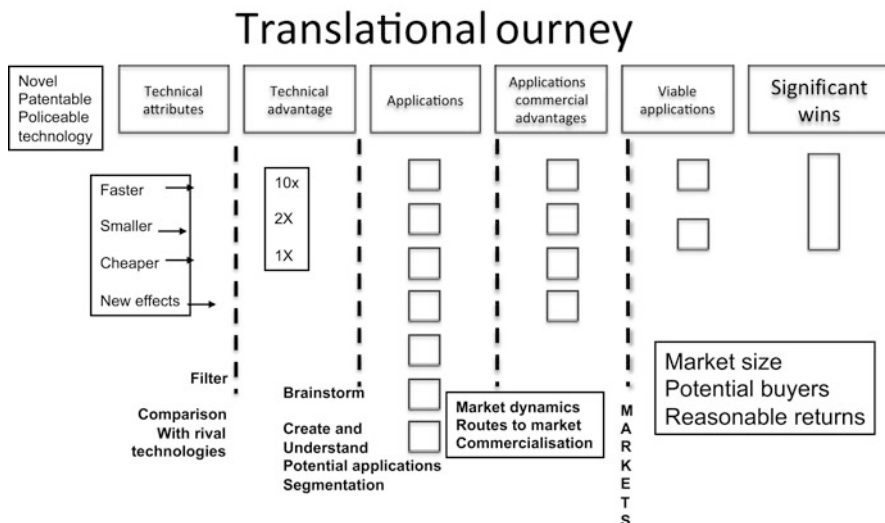 Translational ourney
Novel
Patentable
Policeable
technology
Technical
attributes
Technical
advantage
Applications
Applications
commercial
advantages
Viable
applications
Significant
wins
Faster
Smaller
Cheaper
New effects
10x
2X
1X
Filter
Comparison
With rival
technologies
Brainstorm
Create and
Understand
Potential applications
Segmentation
Market dynamics
Routes to market
Commercialisation
M
A
R
K
E
T
S
Market size
Potential buyers
Reasonable returns